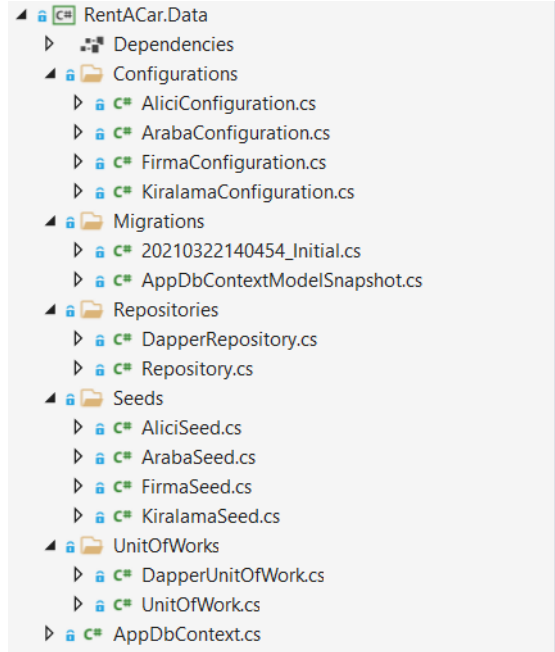 C# RentACar.Data
Dependencies
Configurations
C# AliciConfiguration.cs
C# ArabaConfiguration.cs
C# FirmaConfiguration.cs
C# KiralamaConfiguration.cs
Migrations
C# 20210322140454_Initial.cs
C# AppDbContextModelSnapshot.cs
Repositories
C# DapperRepository.cs
C# Repository.cs
Seeds
C# AliciSeed.cs
C# ArabaSeed.cs
C# FirmaSeed.cs
C# KiralamaSeed.cs
UnitOfWorks
C# DapperUnitOfWork.cs
C# UnitOfWork.cs
C# AppDbContext.cs